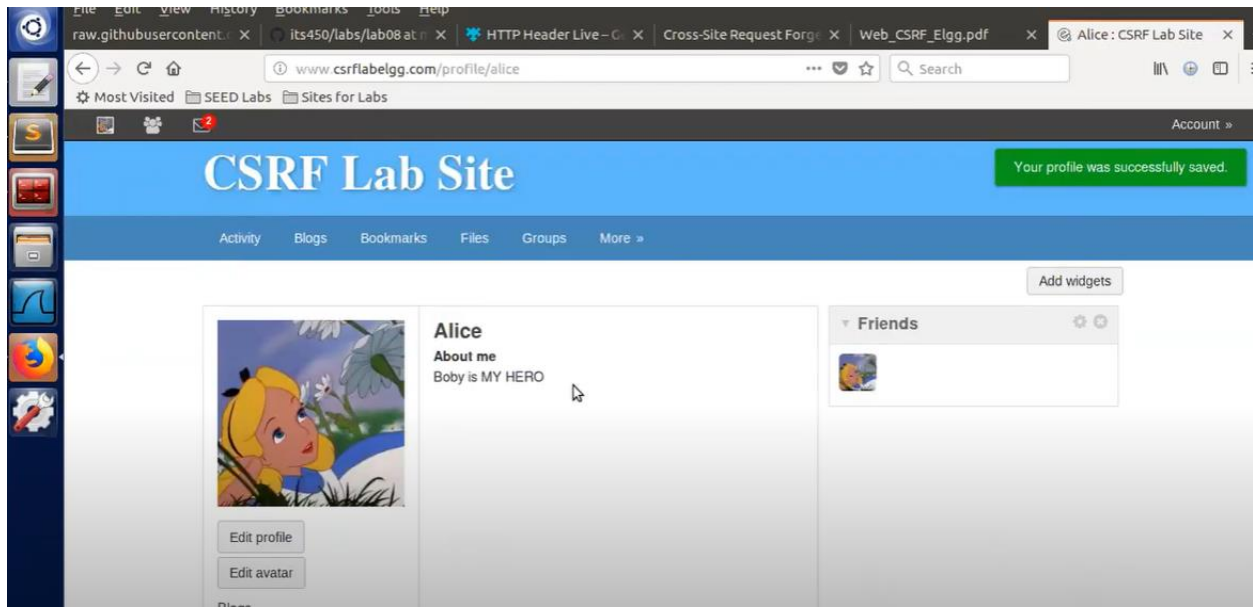 File Edit View History Bookmarks Tools Help
raw.githubusercontent.c
its450/labs/lab08 at m
HTTP Header Live – G
Cross-Site Request Forge
Web_CSRF_Elgg.pdf
Alice : CSRF Lab Site
www.csrflabelgg.com/profile/alice
Search
Most Visited SEED Labs Sites for Labs
2
Account »
CSRF Lab Site
Your profile was successfully saved.
Activity Blogs Bookmarks Files Groups More »
Add widgets
Alice
About me
Boby is MY HERO
Friends
Edit profile
Edit avatar
Blogs